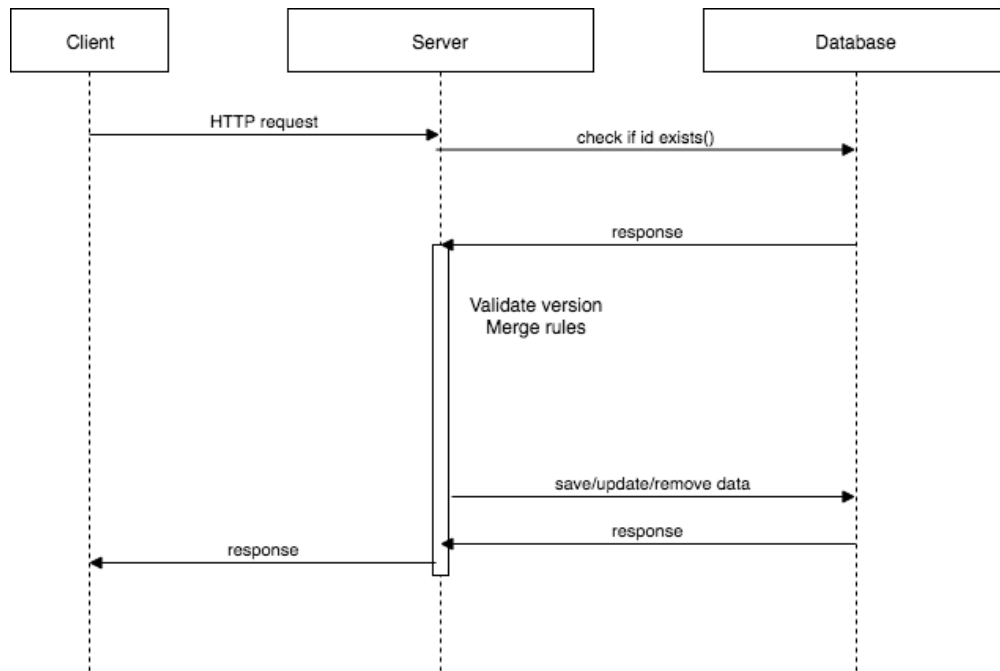 Client
Server
Database
HTTP request
check if id exists()
response
Validate version
Merge rules
save/update/remove data
response
response